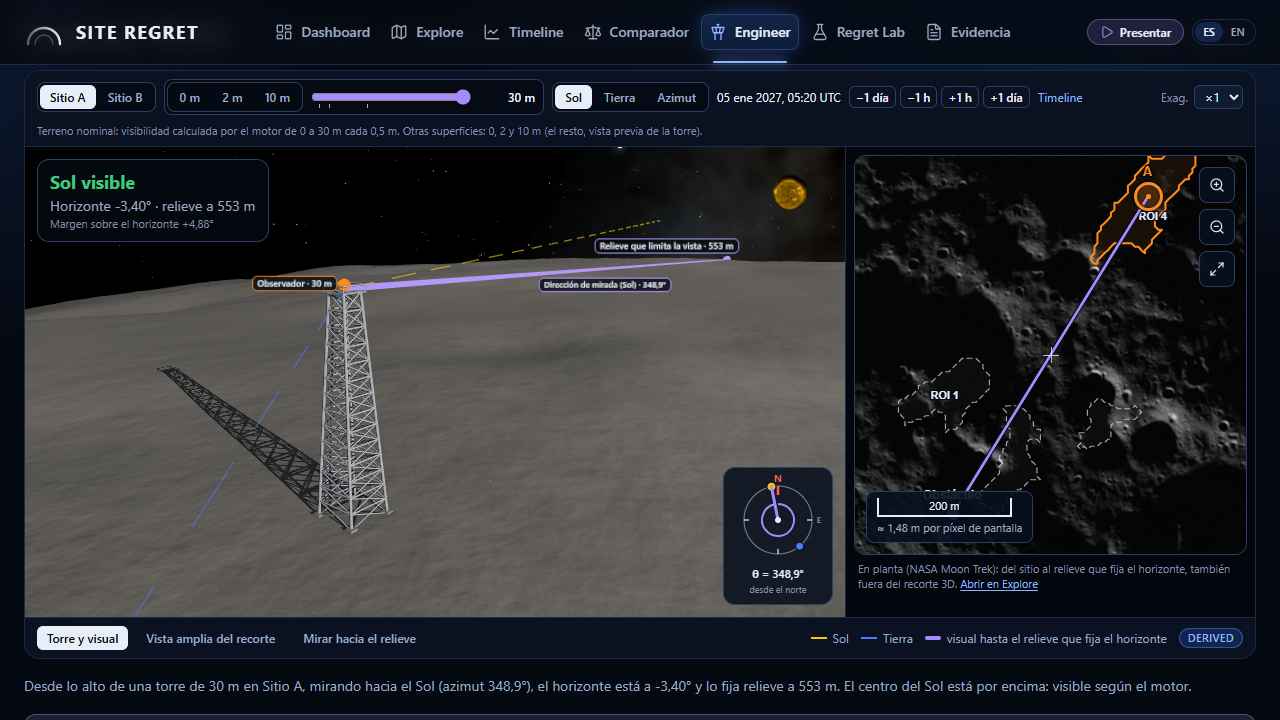 SITE REGRET
Dashboard
Explore
Timeline
Comparador
Engineer
Regret Lab
Evidencia
Presentar
ES
EN
Sitio A
Sitio B
0 m
2 m
10 m
30 m
Sol
Tierra
Azimut
05 ene 2027, 05:20 UTC
−1 día
−1 h
+1 h
+1 día
Timeline
Exag.
×1
Terreno nominal: visibilidad calculada por el motor de 0 a 30 m cada 0,5 m. Otras superficies: 0, 2 y 10 m (el resto, vista previa de la torre).
Sol visible
Horizonte -3,40° · relieve a 553 m
Margen sobre el horizonte +4,88°
Relieve que limita la vista · 553 m
Observador · 30 m
Dirección de mirada (Sol) · 348,9°
N
E
θ = 348,9°
desde el norte
A
ROI 4
ROI 1
Obstáculo
200 m
≈ 1,48 m por píxel de pantalla
En planta (NASA Moon Trek): del sitio al relieve que fija el horizonte, también
fuera del recorte 3D. Abrir en Explore
Torre y visual
Vista amplia del recorte
Mirar hacia el relieve
Sol
Tierra
visual hasta el relieve que fija el horizonte
DERIVED
Desde lo alto de una torre de 30 m en Sitio A, mirando hacia el Sol (azimut 348,9°), el horizonte está a -3,40° y lo fija relieve a 553 m. El centro del Sol está por encima: visible según el motor.